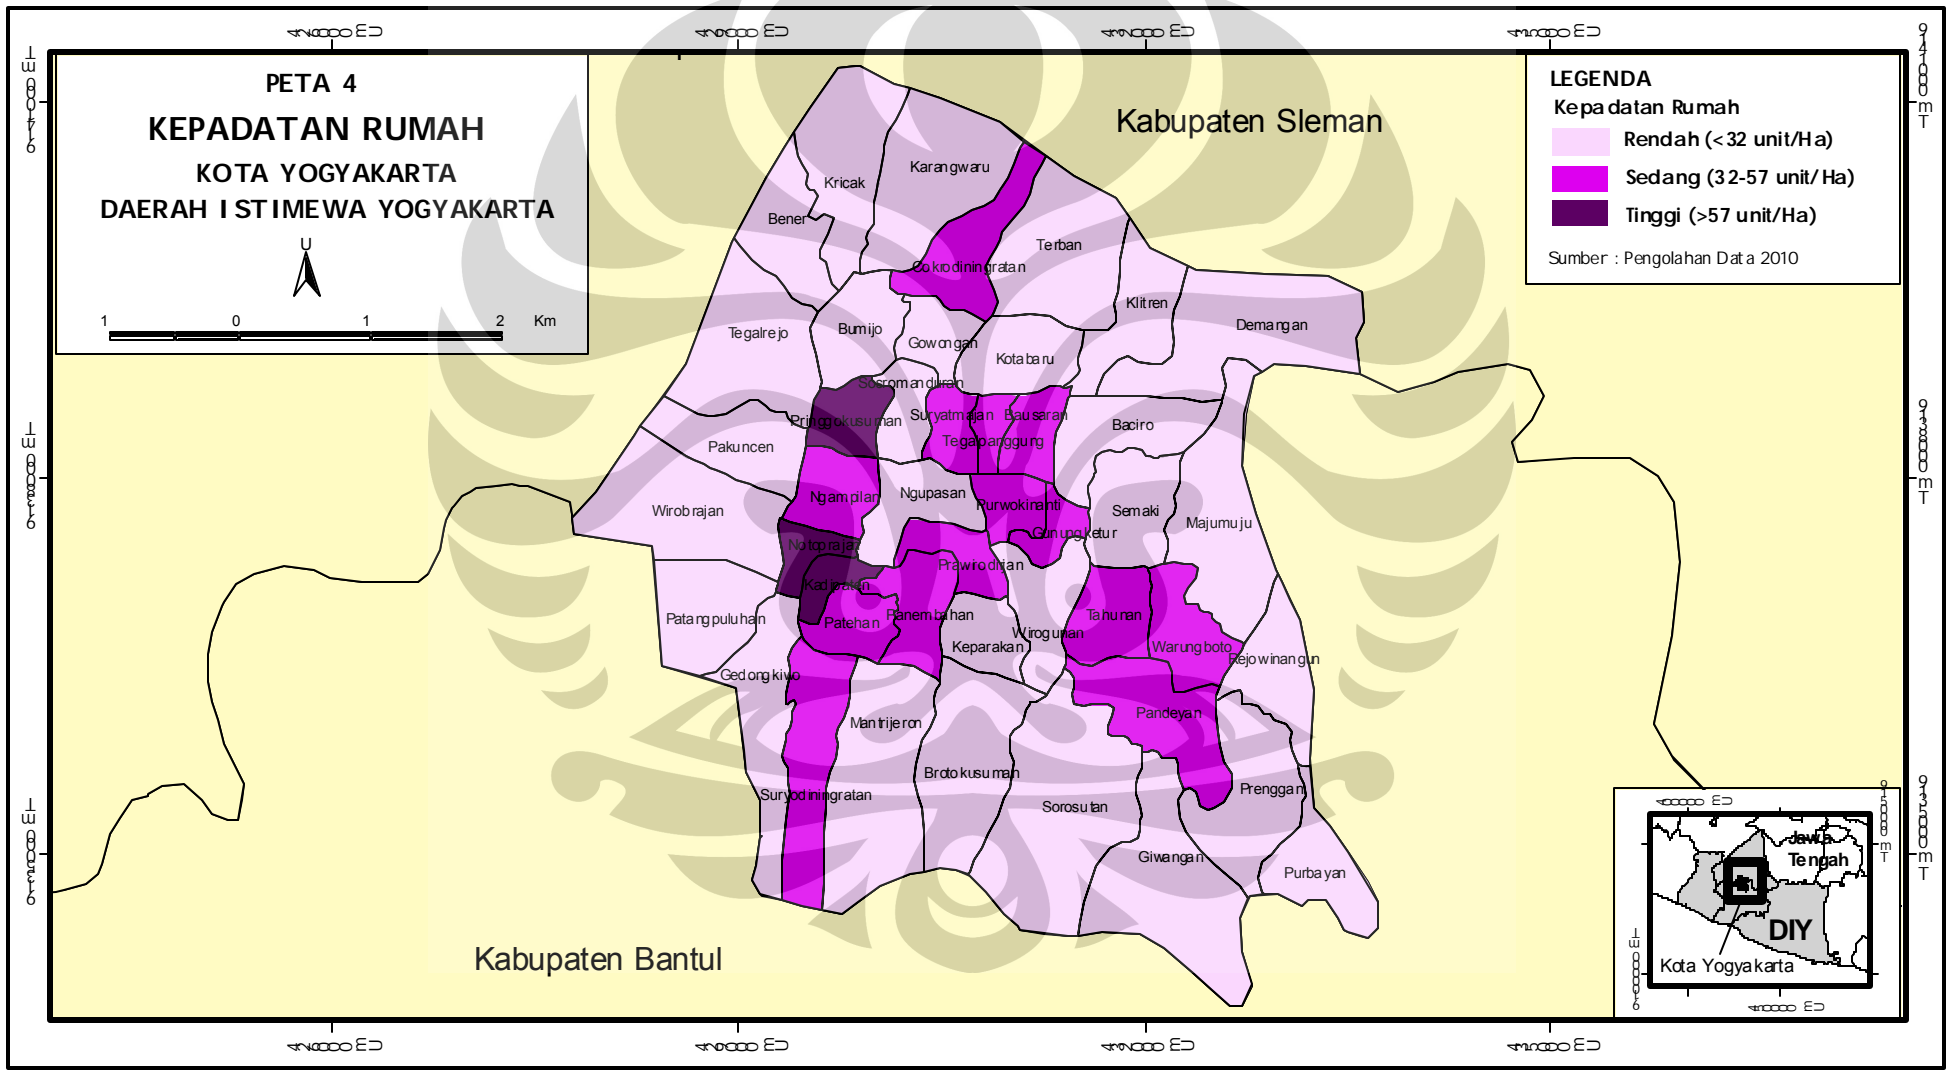 PETA 4
KEPADATAN RUMAH
KOTA YOGYAKARTA
DAERAH ISTIMEWA YOGYAKARTA
U
1 0 1 2 Km
Kabupaten Sleman
LEGENDA
Kepadatan Rumah
Rendah (<32 unit/Ha)
Sedang (32-57 unit/Ha)
Tinggi (>57 unit/Ha)
Sumber : Pengolahan Data 2010
Karangwaru
Kricak
Bener
Terban
Cokrodiningratan
Klitren
Demangan
Tegalrejo
Bumijo
Gowongan
Kotabaru
Sosromanduran
Pringgokusuman
Suryatmajan
Bausaran
Baciro
Tegalpanggung
Pakuncen
Ngampilan
Ngupasan
Purwokinanti
Wirobrajan
Semaki
Majumuju
Gunungketur
Notoprajan
Prawirodirjan
Kadipaten
Patangpuluhan
Patehan
Panembahan
Tahunan
Wirogunan
Keparakan
Warungboto
Rejowinangun
Gedongkiwo
Mantrijeron
Pandeyan
Brotokusuman
Suryodiningratan
Sorosutan
Prenggan
Giwangan
Purbayan
Kabupaten Bantul
Jawa
Tengah
DIY
Kota Yogyakarta